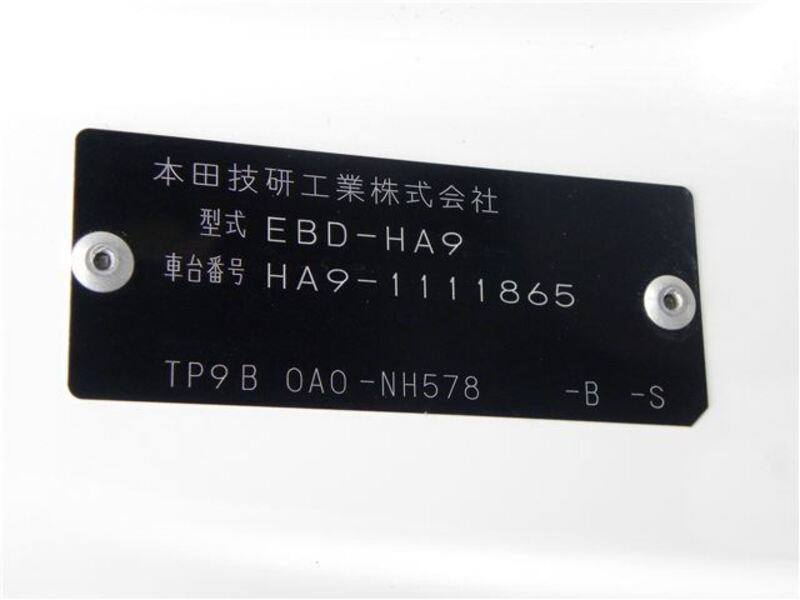 本田技研工業株式会社
型式 EBD-HA9
車台番号 HA9-1111865
TP9B 0A0-NH578 -B -S